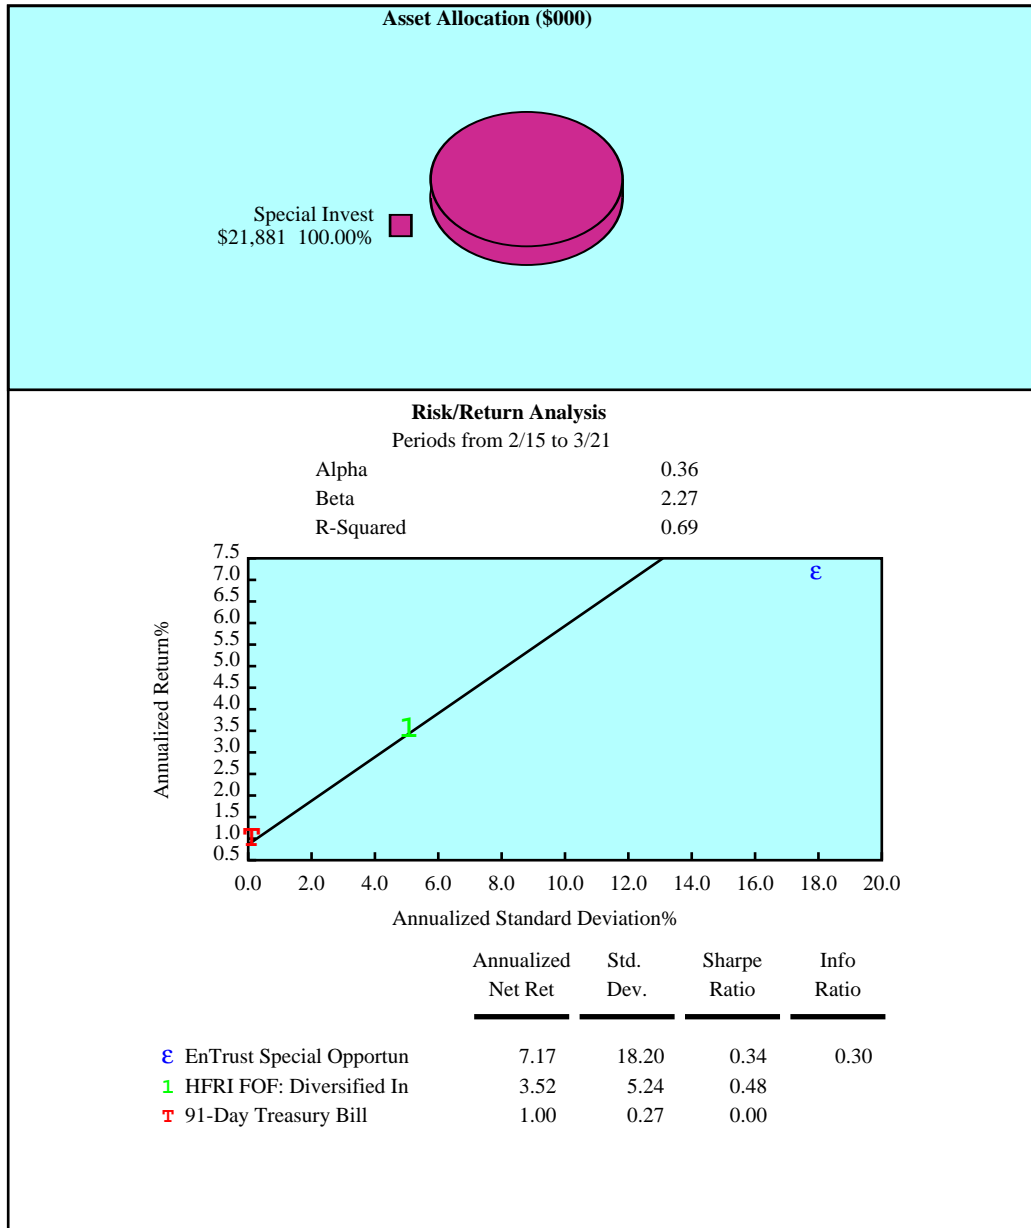 Asset Allocation ($000)
Special Invest
$21,881 100.00%
Risk/Return Analysis
Periods from 2/15 to 3/21
Alpha 0.36
Beta 2.27
R-Squared 0.69
7.5
7.0
6.5
6.0
5.5
5.0
4.5
4.0
3.5
3.0
2.5
2.0
1.5
1.0
0.5
Annualized Return%
ε
1
T
0.0 2.0 4.0 6.0 8.0 10.0 12.0 14.0 16.0 18.0 20.0
Annualized Standard Deviation%
Annualized Std. Sharpe Info
Net Ret Dev. Ratio Ratio
ε EnTrust Special Opportun 7.17 18.20 0.34 0.30
1 HFRI FOF: Diversified In 3.52 5.24 0.48
T 91-Day Treasury Bill 1.00 0.27 0.00